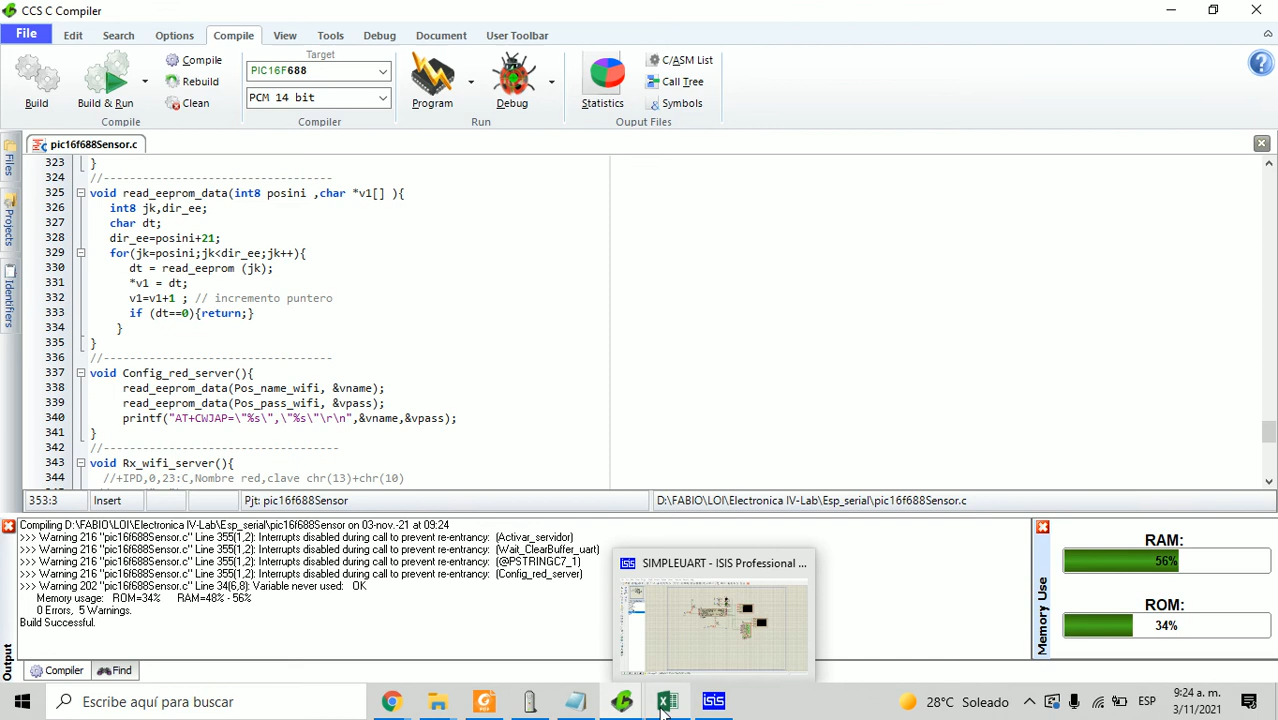 CCS C Compiler
File Edit Search Options Compile View Tools Debug Document User Toolbar
Target
Compile
PIC16F688
C/ASM List
Rebuild
Call Tree
PCM 14 bit
Build Build & Run Clean Program Debug Statistics Symbols
Compile Compiler Run Ouput Files
pic16f688Sensor.c
Files
Projects
Identifiers
323 }
324 //----------------------------------
325 void read_eeprom_data(int8 posini ,char *v1[] ){
326 int8 jk,dir_ee;
327 char dt;
328 dir_ee=posini+21;
329 for(jk=posini;jk<dir_ee;jk++){
330 dt = read_eeprom (jk);
331 *v1 = dt;
332 v1=v1+1 ; // incremento puntero
333 if (dt==0){return;}
334 }
335 }
336 //----------------------------------
337 void Config_red_server(){
338 read_eeprom_data(Pos_name_wifi, &vname);
339 read_eeprom_data(Pos_pass_wifi, &vpass);
340 printf("AT+CWJAP=\"%s\",\"%s\"\r\n",&vname,&vpass);
341 }
342 //-----------------------------------
343 void Rx_wifi_server(){
344 //+IPD,0,23:C,Nombre red,clave chr(13)+chr(10)
353:3 Insert Pjt: pic16f688Sensor D:\FABIO\LOI\Electronica IV-Lab\Esp_serial\pic16f688Sensor.c
Compiling D:\FABIO\LOI\Electronica IV-Lab\Esp_serial\pic16f688Sensor on 03-nov.-21 at 09:24
>>> Warning 216 "pic16f688Sensor.c" Line 355(1,2): Interrupts disabled during call to prevent re-entrancy: (Activar_servidor)
>>> Warning 216 "pic16f688Sensor.c" Line 355(1,2): Interrupts disabled during call to prevent re-entrancy: (Wait_ClearBuffer_uart)
>>> Warning 216 "pic16f688Sensor.c" Line 355(1,2): Interrupts disabled during call to prevent re-entrancy: (@PSTRINGC7_1)
>>> Warning 216 "pic16f688Sensor.c" Line 355(1,2): Interrupts disabled during call to prevent re-entrancy: (Config_red_server)
>>> Warning 202 "pic16f688Sensor.c" Line 34(6,8): Variable never used: OK
Memory usage: ROM=34% RAM=48% - 56%
0 Errors, 5 Warnings.
Build Successful.
Output
Compiler Find
SIMPLEUART - ISIS Professional ...
Memory Use
RAM:
56%
ROM:
34%
Escribe aquí para buscar
isis
28°C Soleado
ESP
9:24 a. m.
3/11/2021